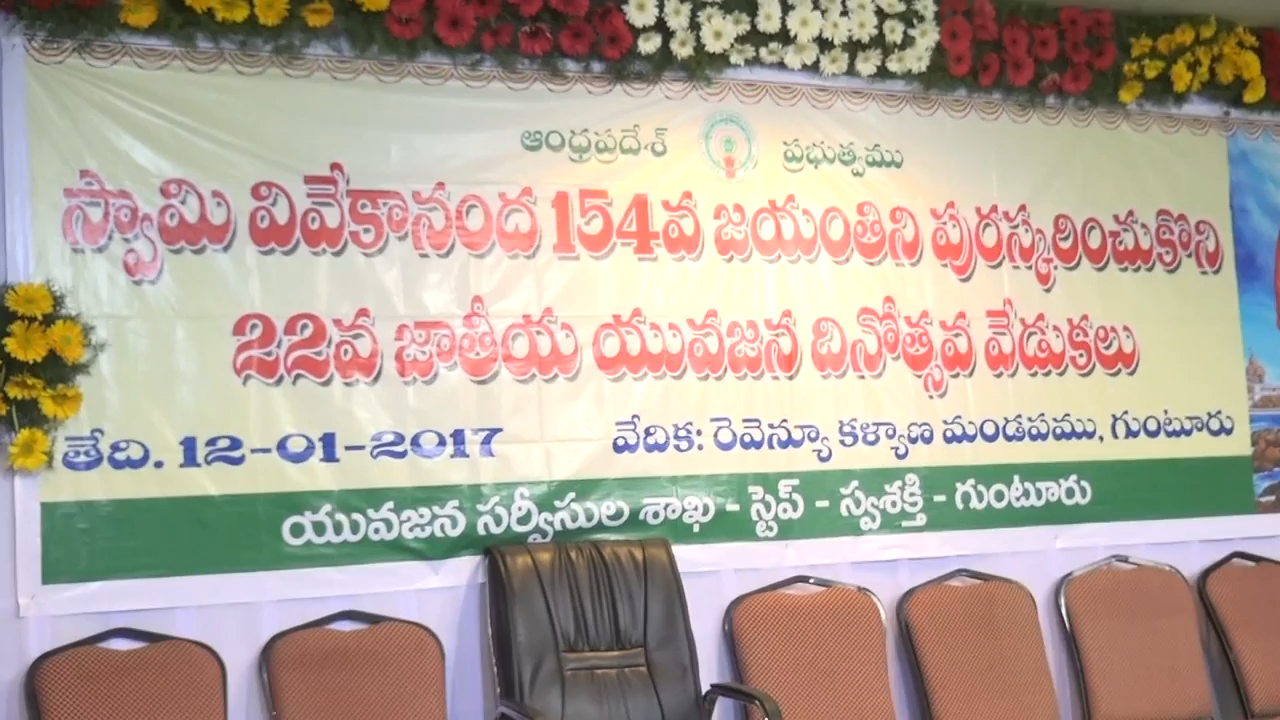 ఆంధ్రప్రదేశ్ ప్రభుత్వము
స్వామి వివేకానంద 154వ జయంతిని పురస్కరించుకొని
22వ జాతీయ యువజన దినోత్సవ వేడుకలు
తేది. 12-01-2017 వేదిక: రెవెన్యూ కళ్యాణ మండపము, గుంటూరు
యువజన సర్వీసుల శాఖ - స్టెప్ - స్వశక్తి - గుంటూరు